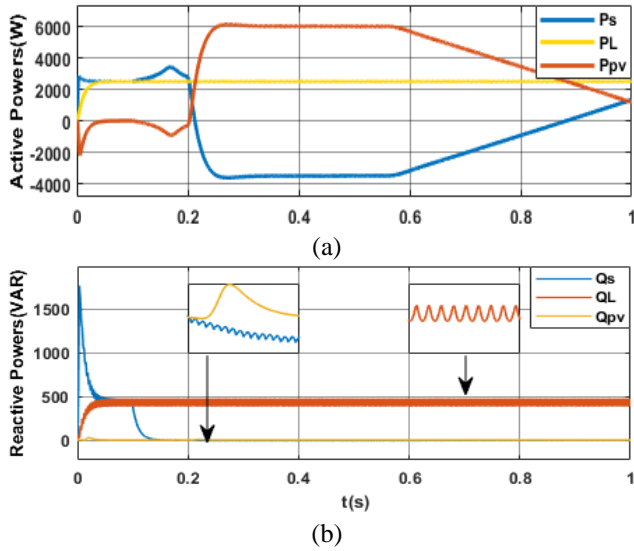 Active Powers(W)
6000
4000
2000
0
-2000
-4000
Ps
PL
Ppv
0 0.2 0.4 0.6 0.8 1
(a)
Reactive Powers(VAR)
1500
1000
500
0
Qs
QL
Qpv
0 0.2 0.4 0.6 0.8 1
t(s)
(b)